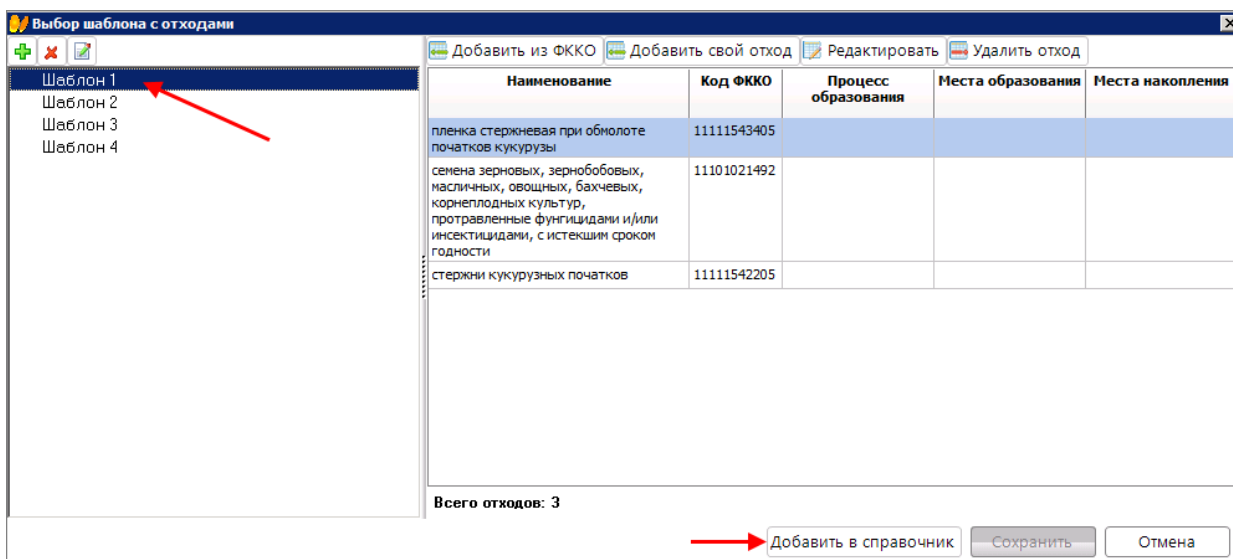 Выбор шаблона с отходами
Добавить из ФККО Добавить свой отход Редактировать Удалить отход
Шаблон 1
Шаблон 2
Шаблон 3
Шаблон 4
Наименование Код ФККО Процесс образования Места образования Места накопления
пленка стержневая при обмолоте 11111543405
початков кукурузы
семена зерновых, зернобобовых, 11101021492
масличных, овощных, бахчевых,
корнеплодных культур,
протравленные фунгицидами и/или
инсектицидами, с истекшим сроком
годности
стержни кукурузных початков 11111542205
Всего отходов: 3
Добавить в справочник Сохранить Отмена